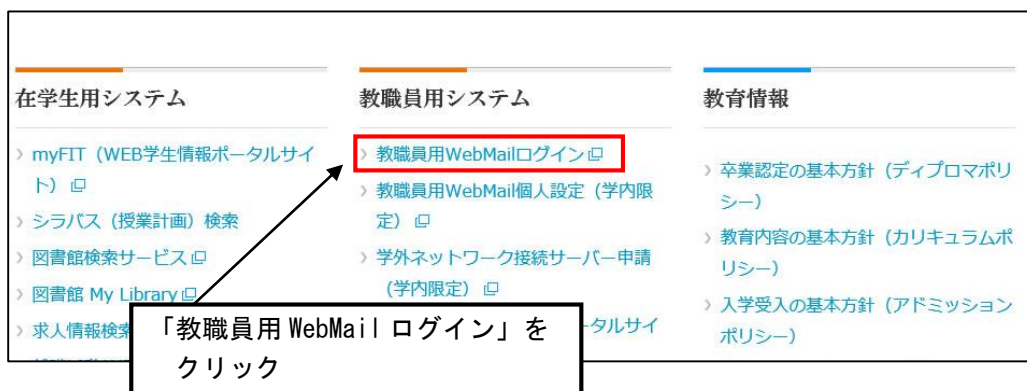 在学生用システム
myFIT（WEB学生情報ポータルサイ
ト）
シラバス（授業計画）検索
図書館検索サービス
図書館 My Library
求人情報検索
教職員用システム
教職員用WebMailログイン
教職員用WebMail個人設定（学内限
定）
学外ネットワーク接続サーバー申請
（学内限定）
ータルサイ
教育情報
卒業認定の基本方針（ディプロマポリ
シー）
教育内容の基本方針（カリキュラムポ
リシー）
入学受入の基本方針（アドミッション
ポリシー）
「教職員用 WebMail ログイン」を
クリック